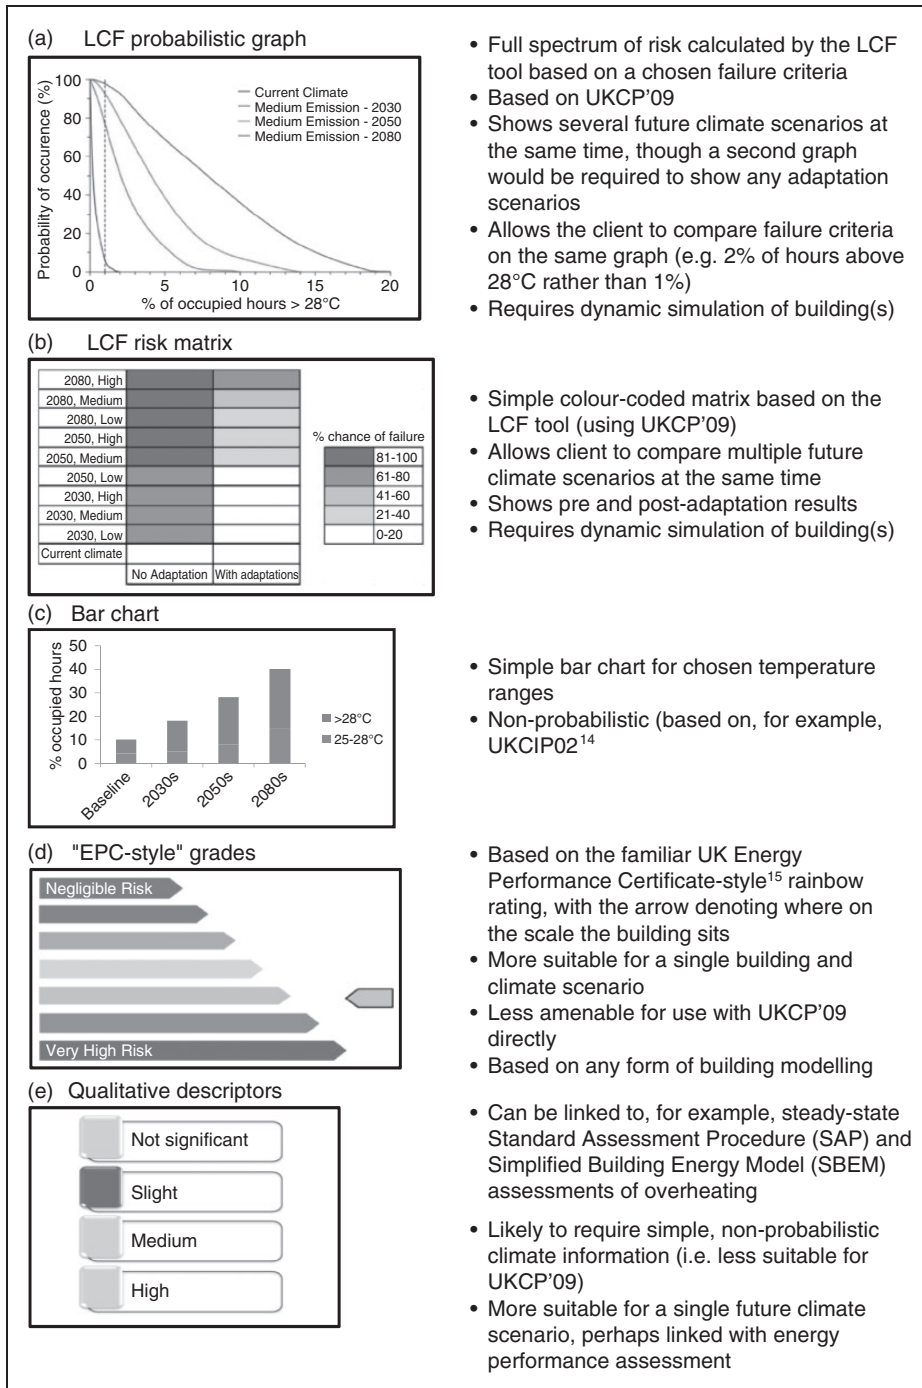 (a) LCF probabilistic graph
Probability of occurence (%)
100
80
60
40
20
0
0 5 10 15 20
% of occupied hours > 28°C
Current Climate
Medium Emission - 2030
Medium Emission - 2050
Medium Emission - 2080
• Full spectrum of risk calculated by the LCF
tool based on a chosen failure criteria
• Based on UKCP'09
• Shows several future climate scenarios at
the same time, though a second graph
would be required to show any adaptation
scenarios
• Allows the client to compare failure criteria
on the same graph (e.g. 2% of hours above
28°C rather than 1%)
• Requires dynamic simulation of building(s)
(b) LCF risk matrix
2080, High
2080, Medium
2080, Low
2050, High
2050, Medium
2050, Low
2030, High
2030, Medium
2030, Low
Current climate
No Adaptation With adaptations
% chance of failure
81-100
61-80
41-60
21-40
0-20
• Simple colour-coded matrix based on the
LCF tool (using UKCP'09)
• Allows client to compare multiple future
climate scenarios at the same time
• Shows pre and post-adaptation results
• Requires dynamic simulation of building(s)
(c) Bar chart
% occupied hours
50
40
30
20
10
0
Baseline 2030s 2050s 2080s
>28°C
25-28°C
• Simple bar chart for chosen temperature
ranges
• Non-probabilistic (based on, for example,
UKCIP02¹⁴
(d) "EPC-style" grades
Negligible Risk
Very High Risk
• Based on the familiar UK Energy
Performance Certificate-style¹⁵ rainbow
rating, with the arrow denoting where on
the scale the building sits
• More suitable for a single building and
climate scenario
• Less amenable for use with UKCP'09
directly
• Based on any form of building modelling
(e) Qualitative descriptors
Not significant
Slight
Medium
High
• Can be linked to, for example, steady-state
Standard Assessment Procedure (SAP) and
Simplified Building Energy Model (SBEM)
assessments of overheating
• Likely to require simple, non-probabilistic
climate information (i.e. less suitable for
UKCP'09)
• More suitable for a single future climate
scenario, perhaps linked with energy
performance assessment